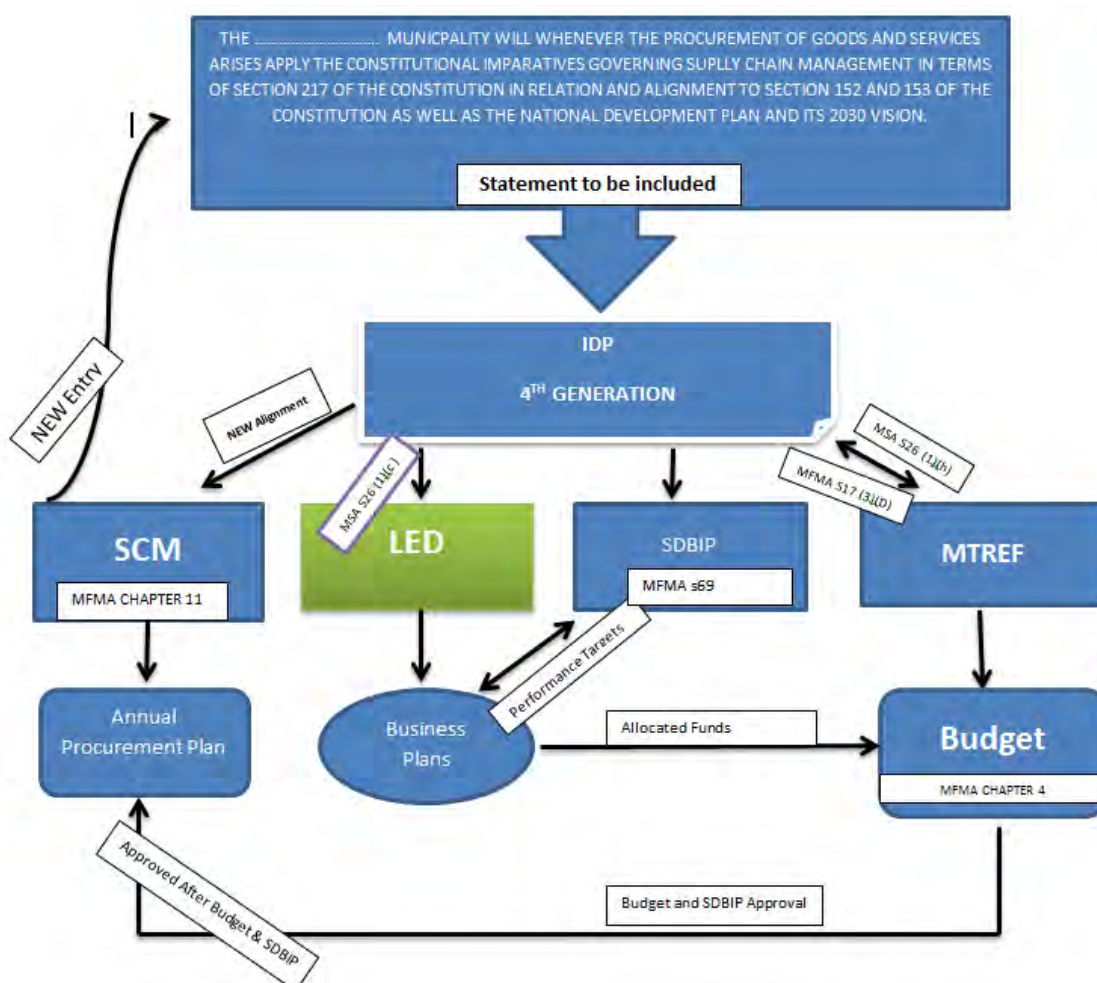 THE ........................................ MUNICPALITY WILL WHENEVER THE PROCUREMENT OF GOODS AND SERVICES
ARISES APPLY THE CONSTITUTIONAL IMPARATIVES GOVERNING SUPLLY CHAIN MANAGEMENT IN TERMS
OF SECTION 217 OF THE CONSTITUTION IN RELATION AND ALIGNMENT TO SECTION 152 AND 153 OF THE
CONSTITUTION AS WELL AS THE NATIONAL DEVELOPMENT PLAN AND ITS 2030 VISION.
Statement to be included
IDP
4TH GENERATION
NEW Entry
NEW Alignment
MSA S26 (1)(c)
MSA S26 (1)(h)
MFMA S17 (3)(D)
SCM
MFMA CHAPTER 11
LED
SDBIP
MFMA s69
MTREF
Performance Targets
Annual
Procurement Plan
Business
Plans
Allocated Funds
Budget
MFMA CHAPTER 4
Approved After Budget & SDBIP
Budget and SDBIP Approval